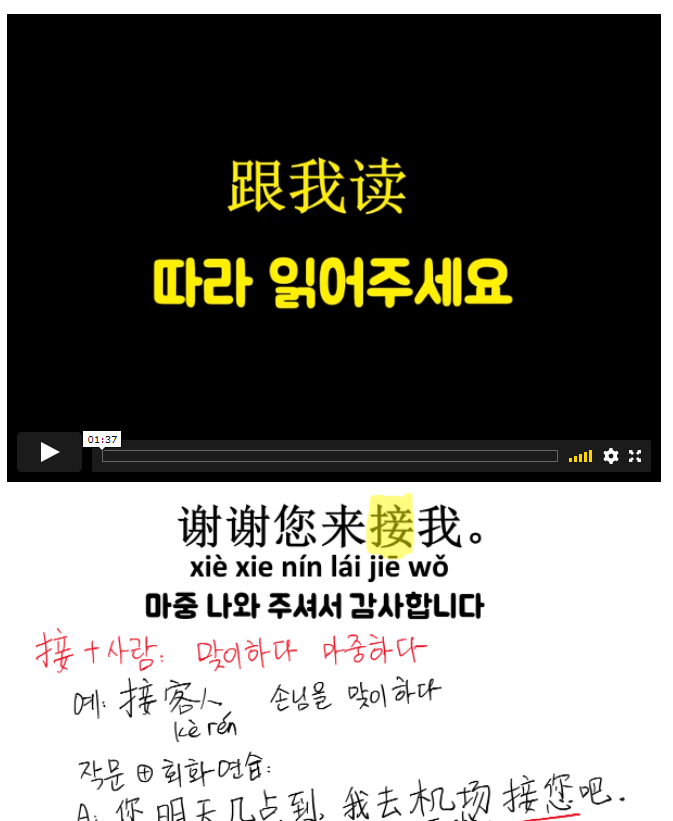 跟我读
따라 읽어주세요
01:37
谢谢您来接我。
xiè xie nín lái jiē wǒ
마중 나와 주셔서 감사합니다
接 + 사람: 맞이하다 마중하다
예: 接客人 손님을 맞이하다
kè rén
작문 ⊕ 회화연습:
A: 您明天几点到, 我去机场接您吧.